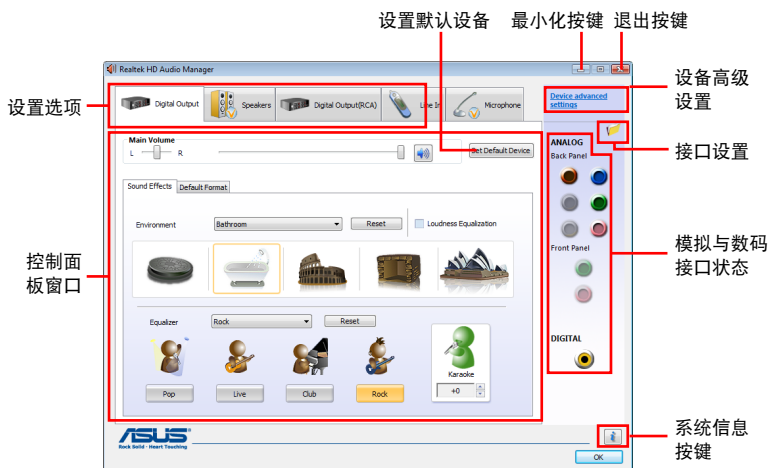 设置默认设备
最小化按键
退出按键
Realtek HD Audio Manager
设备高级
设置
设置选项
Digital Output
Speakers
Digital Output(RCA)
Line In
Microphone
Device advanced
settings
接口设置
Main Volume
L
R
Set Default Device
ANALOG
Back Panel
Sound Effects
Default Format
Environment
Bathroom
Reset
Loudness Equalization
Front Panel
模拟与数码
接口状态
控制面
板窗口
Equalizer
Rock
Reset
DIGITAL
Karaoke
Pop
Live
Club
Rock
+0
ASUS
Rock Solid · Heart Touching
系统信息
按键
OK